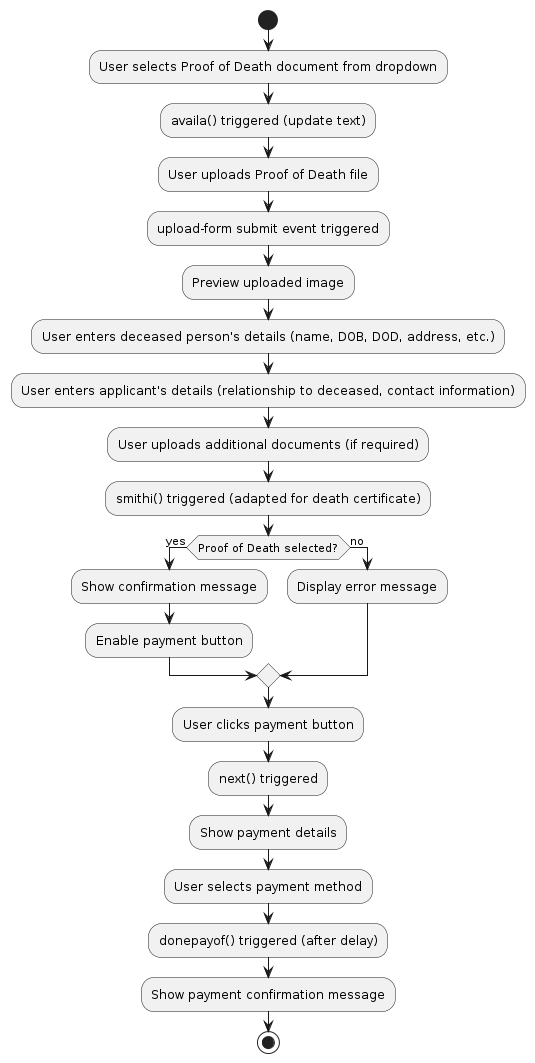 User selects Proof of Death document from dropdown
availa() triggered (update text)
User uploads Proof of Death file
upload-form submit event triggered
Preview uploaded image
User enters deceased person's details (name, DOB, DOD, address, etc.)
User enters applicant's details (relationship to deceased, contact information)
User uploads additional documents (if required)
smithi() triggered (adapted for death certificate)
yes
Proof of Death selected?
no
Show confirmation message
Display error message
Enable payment button
User clicks payment button
next() triggered
Show payment details
User selects payment method
donepayof() triggered (after delay)
Show payment confirmation message